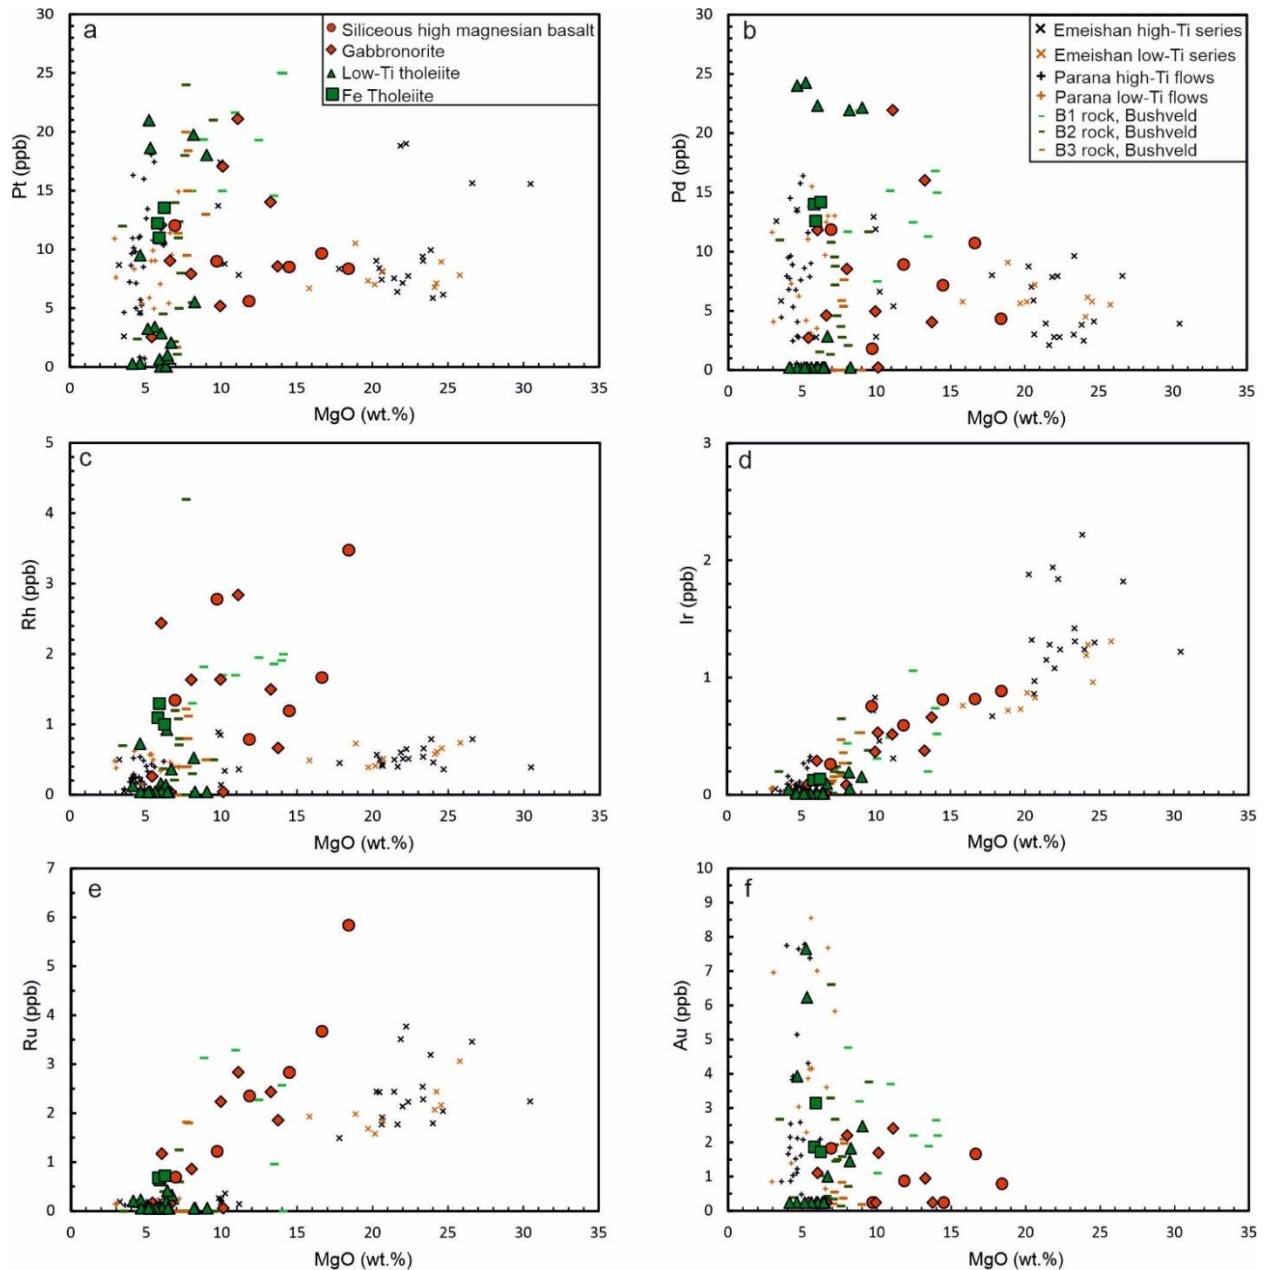 a
Siliceous high magnesian basalt
Gabbronorite
Low-Ti tholeiite
Fe Tholeiite
30
25
20
15
10
5
0
Pt (ppb)
0 5 10 15 20 25 30 35
MgO (wt.%)
b
Emeishan high-Ti series
Emeishan low-Ti series
Parana high-Ti flows
Parana low-Ti flows
B1 rock, Bushveld
B2 rock, Bushveld
B3 rock, Bushveld
30
25
20
15
10
5
0
Pd (ppb)
0 5 10 15 20 25 30 35
MgO (wt.%)
c
5
4
3
2
1
0
Rh (ppb)
0 5 10 15 20 25 30 35
MgO (wt.%)
d
3
2
1
0
Ir (ppb)
0 5 10 15 20 25 30 35
MgO (wt.%)
e
7
6
5
4
3
2
1
0
Ru (ppb)
0 5 10 15 20 25 30 35
MgO (wt.%)
f
10
9
8
7
6
5
4
3
2
1
0
Au (ppb)
0 5 10 15 20 25 30 35
MgO (wt.%)